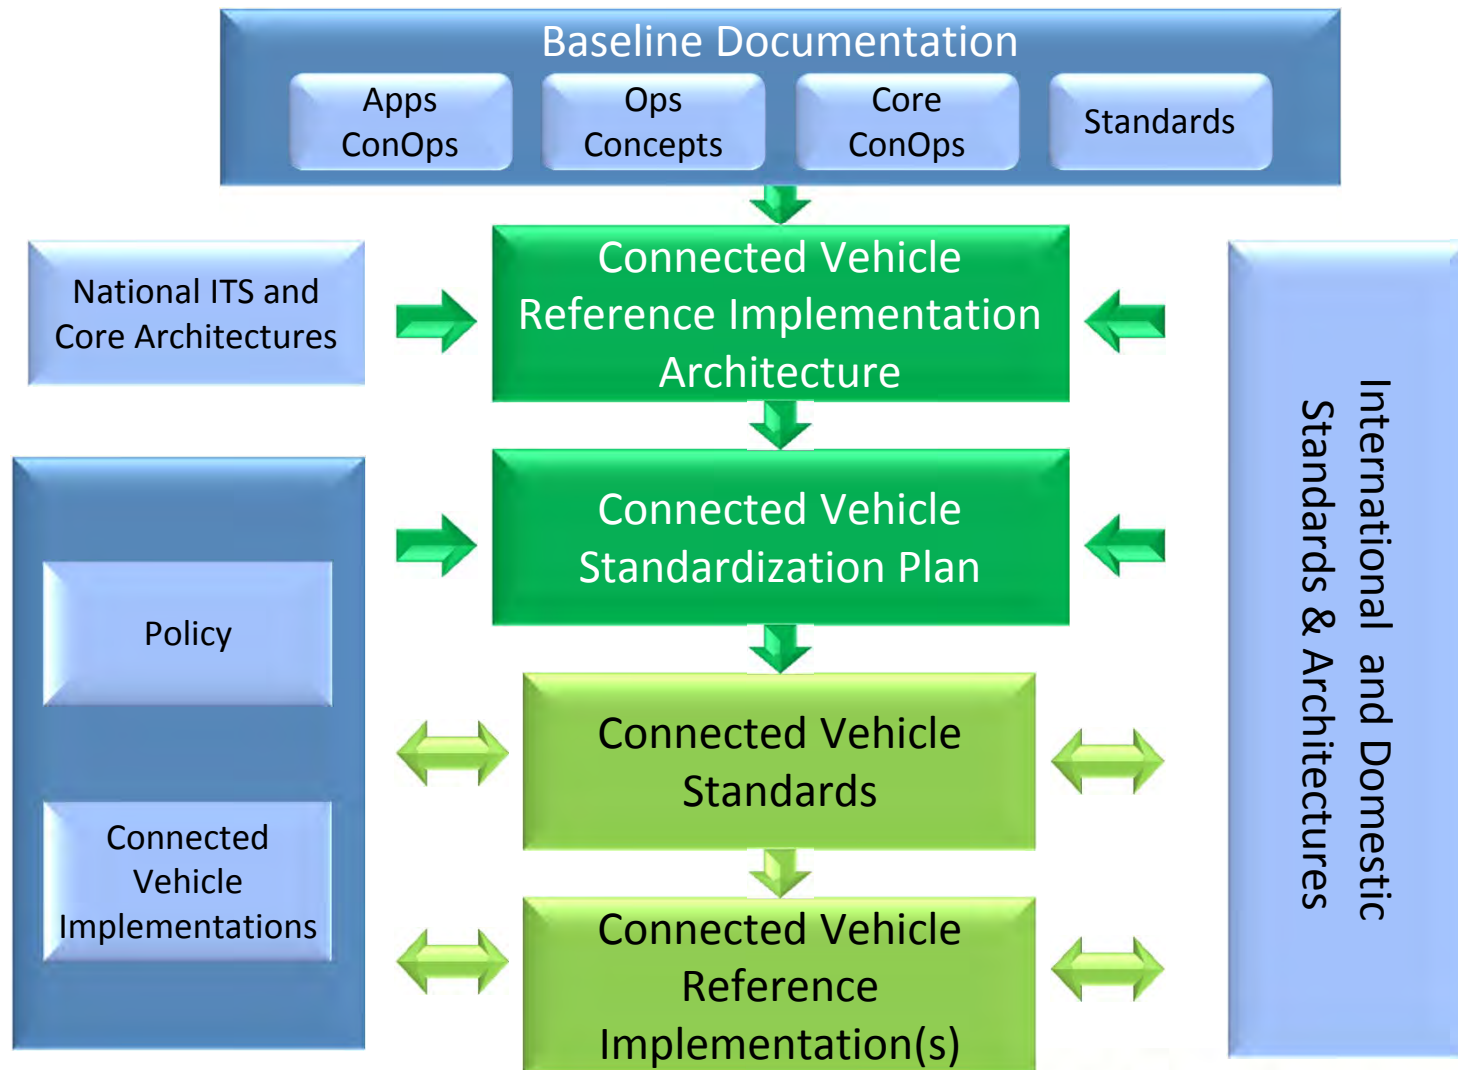 Baseline Documentation
Apps
ConOps
Ops
Concepts
Core
ConOps
Standards
National ITS and
Core Architectures
Connected Vehicle
Reference Implementation
Architecture
Connected Vehicle
Standardization Plan
Policy
Connected Vehicle
Standards
Connected
Vehicle
Implementations
Connected Vehicle
Reference
Implementation(s)
International and Domestic
Standards & Architectures